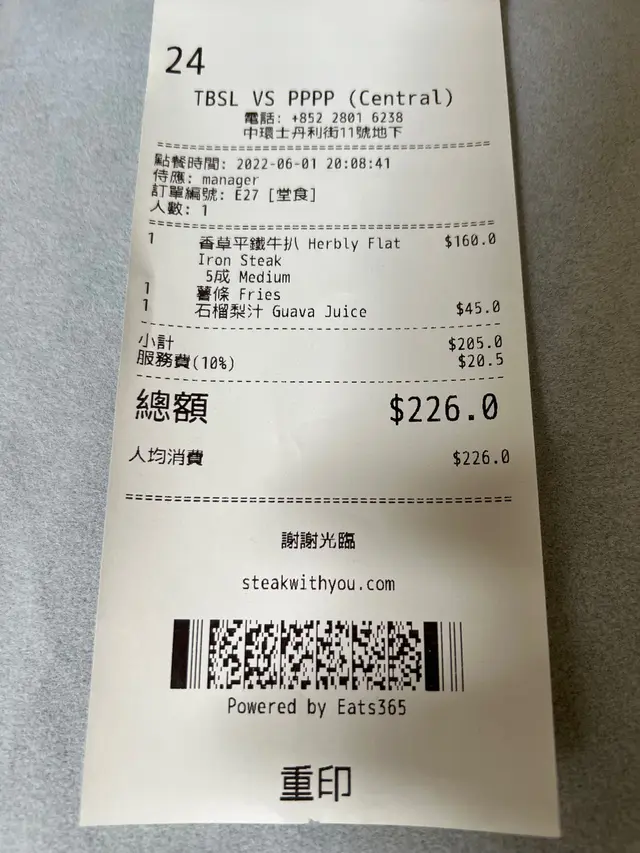 24
TBSL VS PPPP (Central)
電話: +852 2801 6238
中環士丹利街11號地下
點餐時間: 2022-06-01 20:08:41
侍應: manager
訂單編號: E27 [堂食]
人數: 1
1 香草平鐵牛扒 Herbly Flat $160.0
Iron Steak
5成 Medium
1 薯條 Fries
1 石榴梨汁 Guava Juice $45.0
小計 $205.0
服務費(10%) $20.5
總額 $226.0
人均消費 $226.0
謝謝光臨
steakwithyou.com
Powered by Eats365
重印